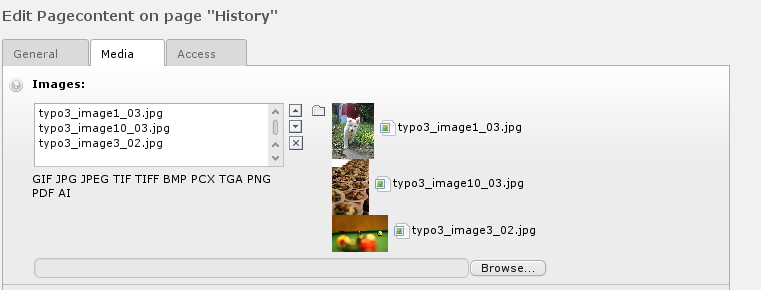 Edit Pagecontent on page "History"
General Media Access
Images:
typo3_image1_03.jpg
typo3_image10_03.jpg
typo3_image3_02.jpg
GIF JPG JPEG TIF TIFF BMP PCX TGA PNG
PDF AI
typo3_image1_03.jpg
typo3_image10_03.jpg
typo3_image3_02.jpg
Browse...